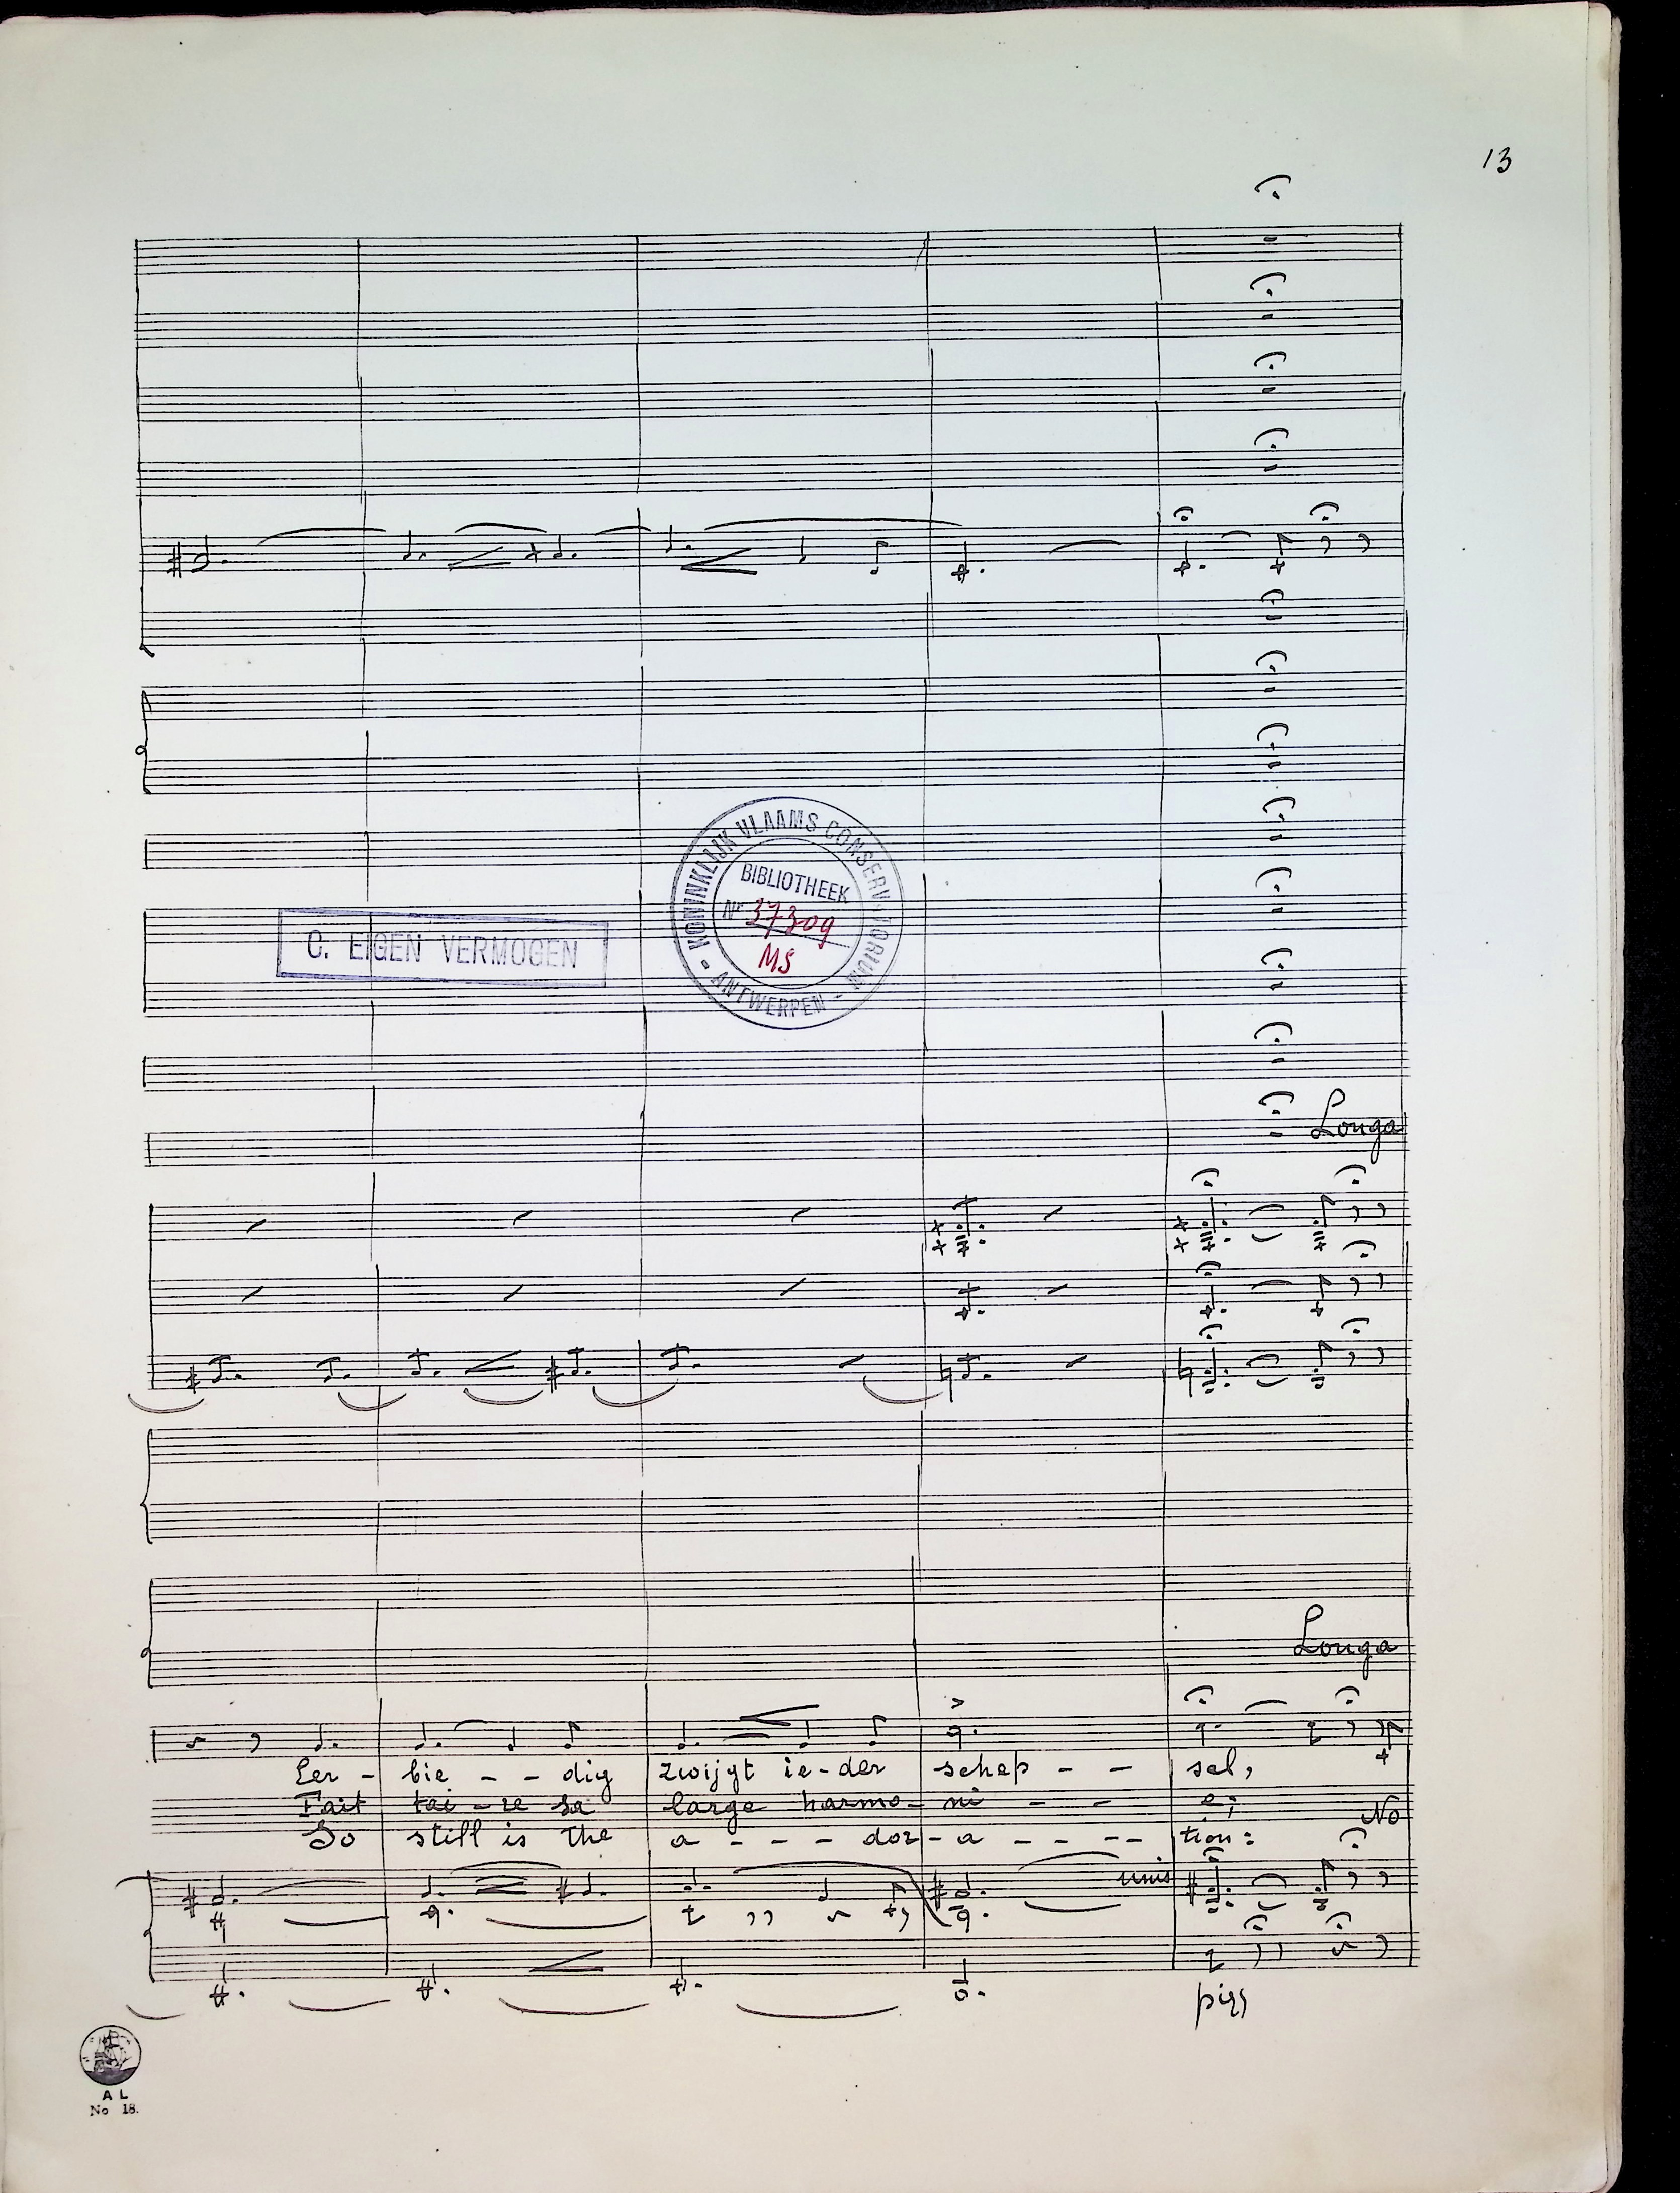 13
KONINKLIJK VLAAMS CONSERVATORIUM
- ANTWERPEN -
BIBLIOTHEEK
Nr 37309
MS
C. EIGEN VERMOGEN
Longa
Longa
Eer - bie - - dig zwijgt ie-der schep - - sel,
Fait tai - re sa large harmo- ni - - e;
No
So still is the a - - - dor - a - - -- tion:
unis
pizz
A L
No 18.